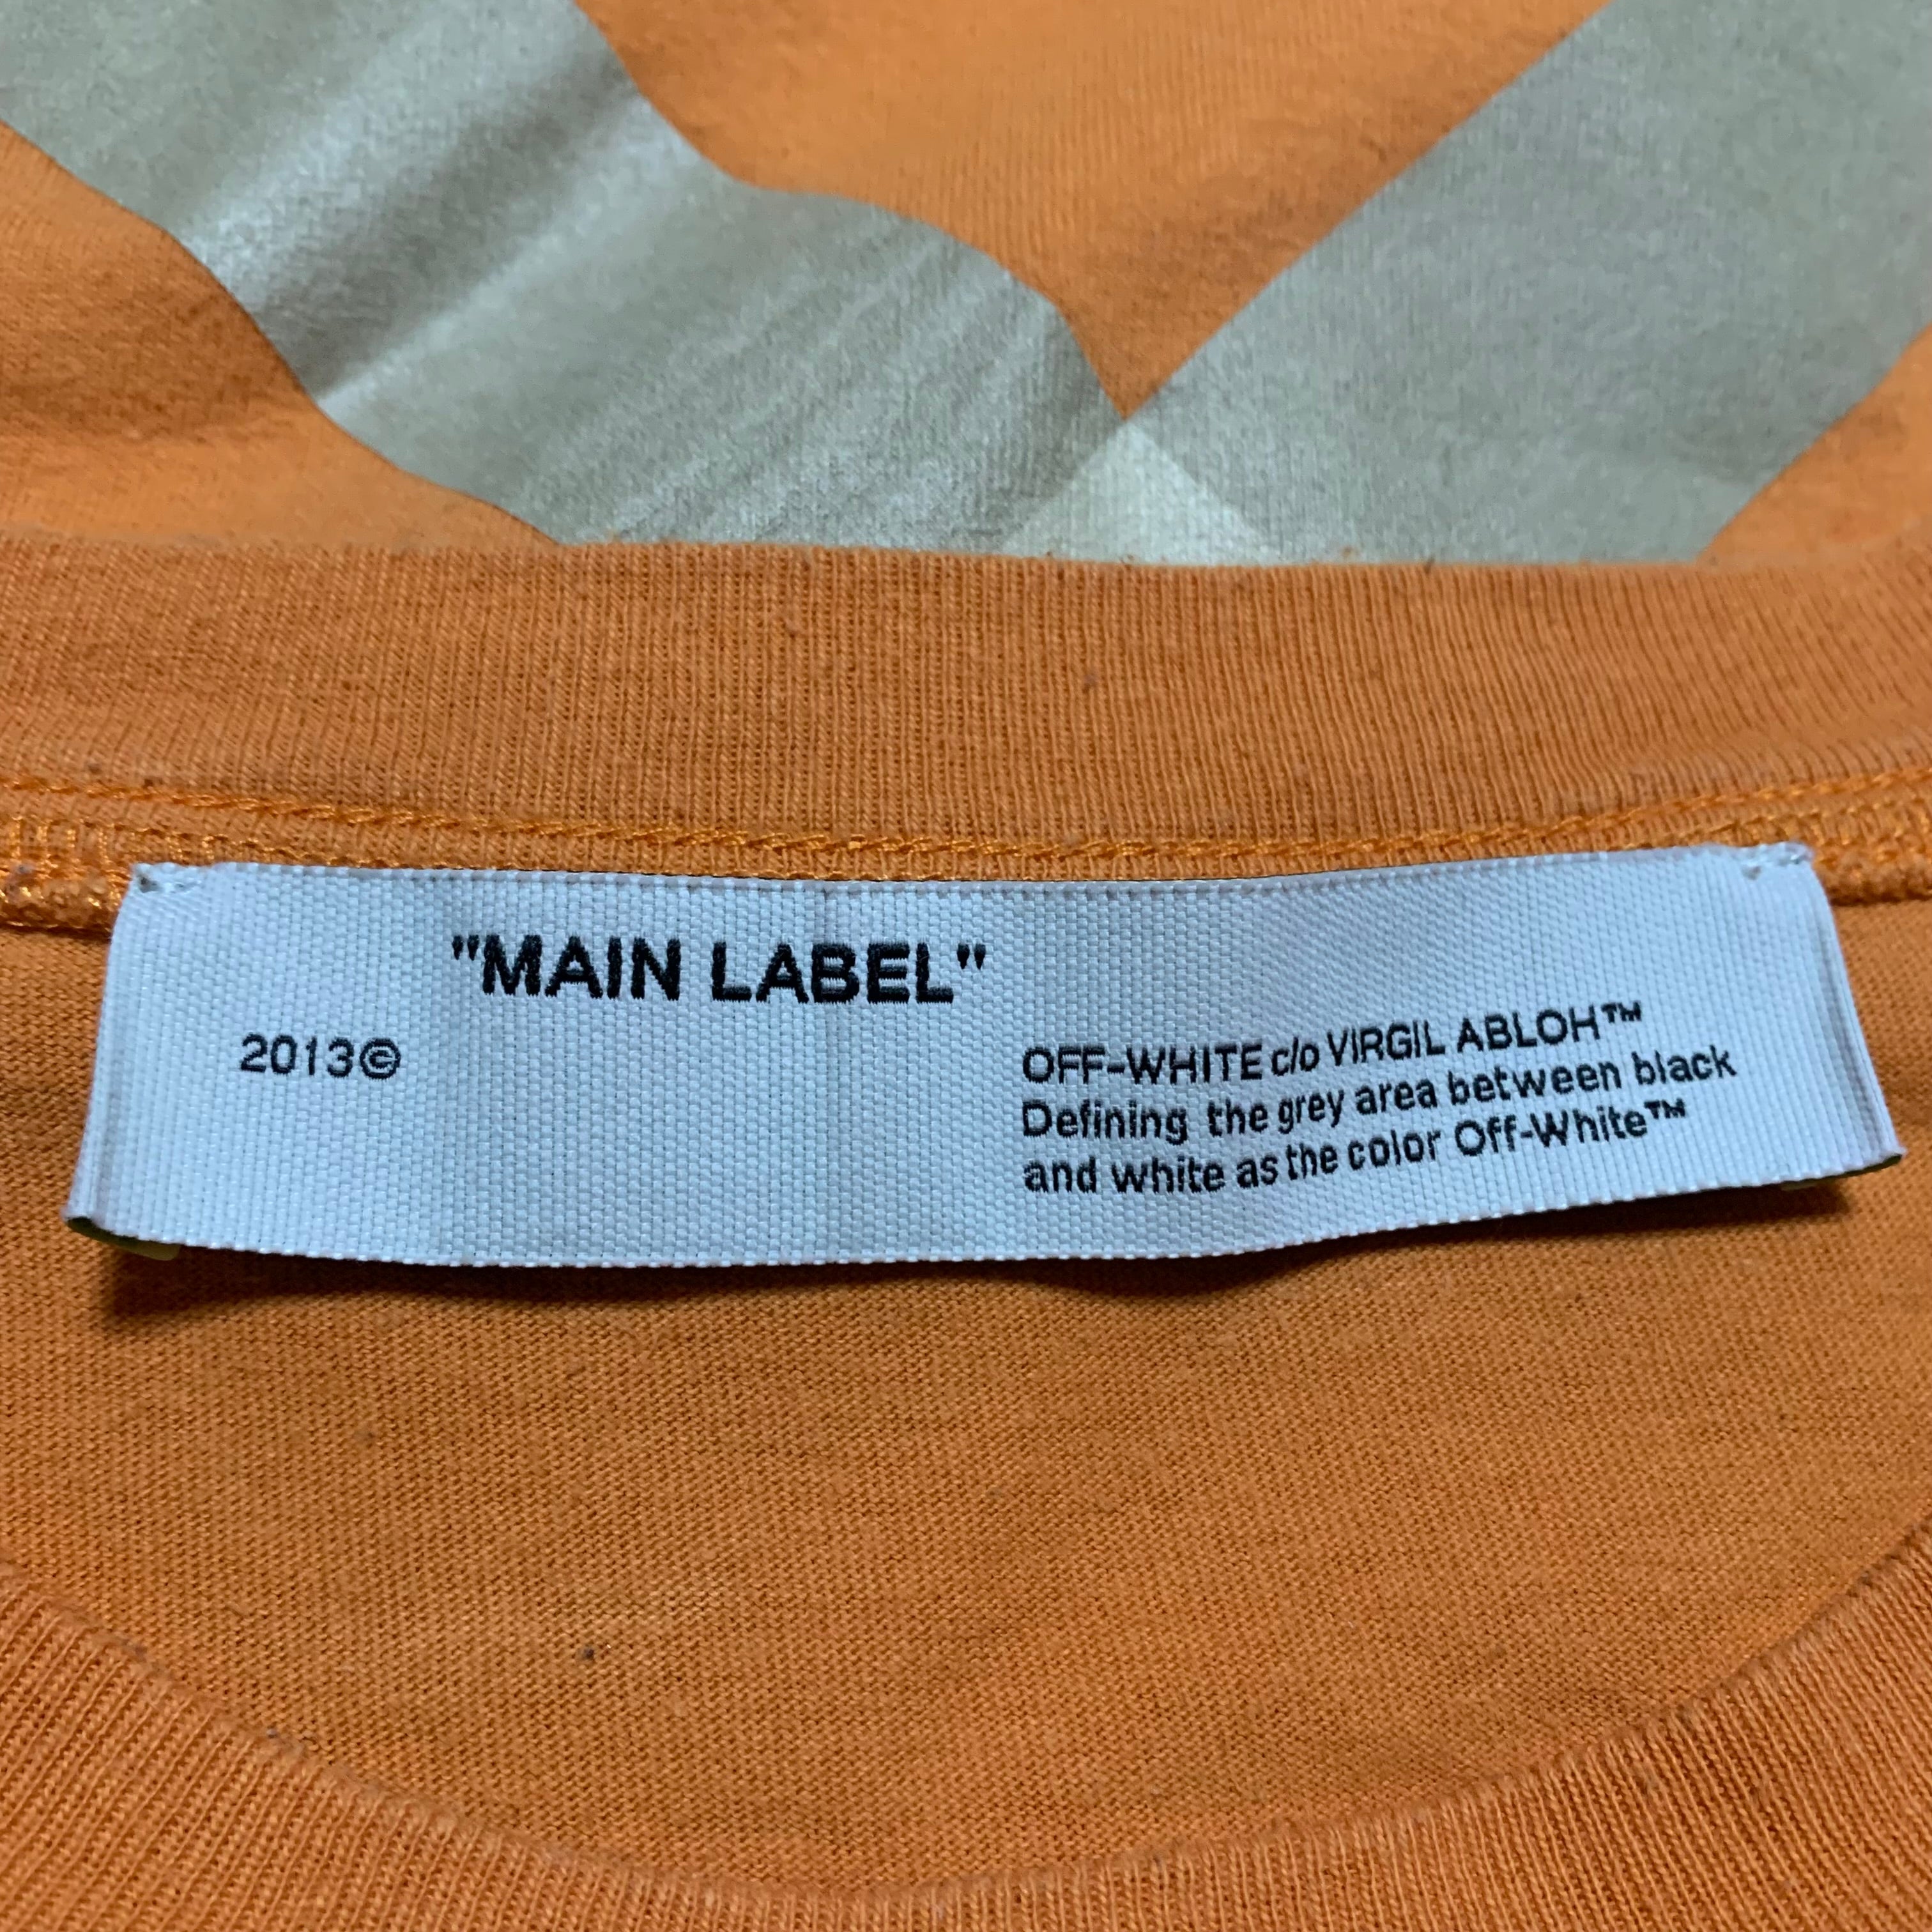 "MAIN LABEL"
2013©
OFF-WHITE c/o VIRGIL ABLOH™
Defining the grey area between black
and white as the color Off-White™